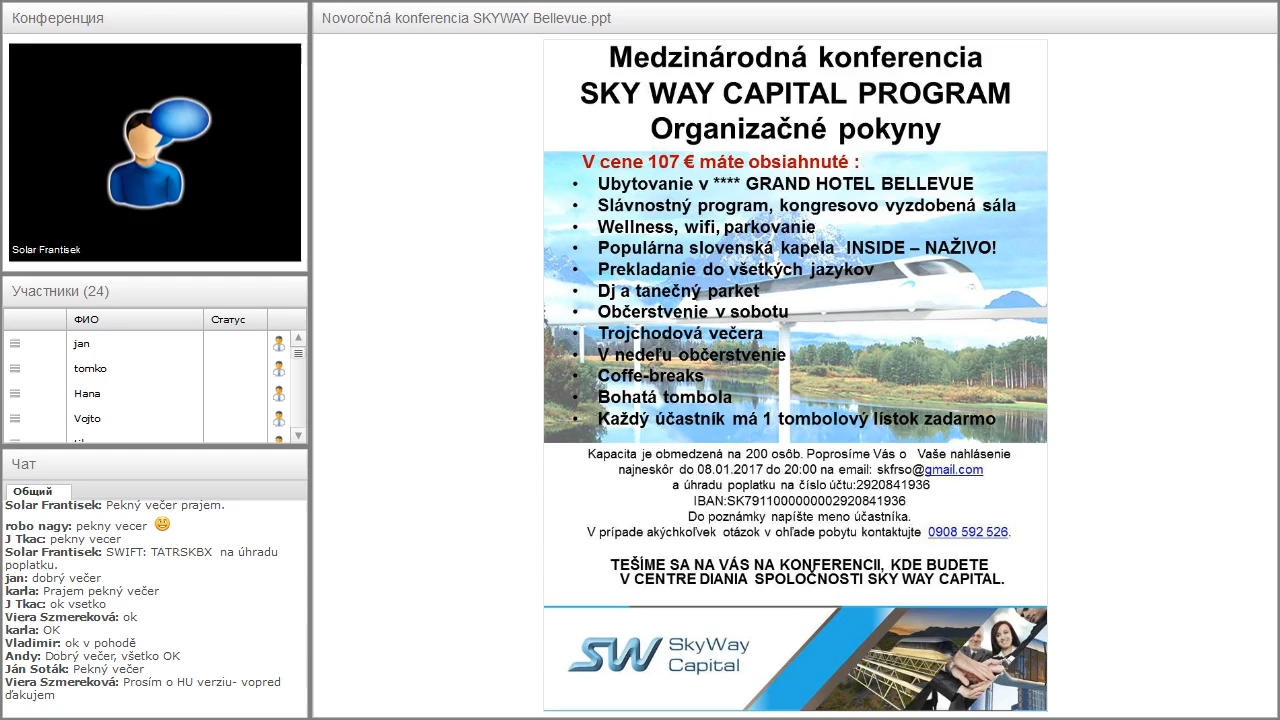 Конференция
Solar Frantisek
Участники (24)
ФИО
Статус
jan
tomko
Hana
Vojto
Чат
Общий
Solar Frantisek: Pekný večer prajem.
robo nagy: pekny vecer
J Tkac: pekny vecer
Solar Frantisek: SWIFT: TATRSKBX na úhradu
poplatku.
jan: dobrý večer
karla: Prajem pekný večer
J Tkac: ok vsetko
Viera Szmereková: ok
karla: OK
Vladimir: ok v pohodě
Andy: Dobrý večer, všetko OK
Ján Soták: Pekný večer
Viera Szmereková: Prosím o HU verziu- vopred
ďakujem
Novoročná konferencia SKYWAY Bellevue.ppt
Medzinárodná konferencia
SKY WAY CAPITAL PROGRAM
Organizačné pokyny
V cene 107 € máte obsiahnuté :
• Ubytovanie v **** GRAND HOTEL BELLEVUE
• Slávnostný program, kongresovo vyzdobená sála
• Wellness, wifi, parkovanie
• Populárna slovenská kapela INSIDE – NAŽIVO!
• Prekladanie do všetkých jazykov
• Dj a tanečný parket
• Občerstvenie v sobotu
• Trojchodová večera
• V nedeľu občerstvenie
• Coffe-breaks
• Bohatá tombola
• Každý účastník má 1 tombolový lístok zadarmo
Kapacita je obmedzená na 200 osôb. Poprosíme Vás o Vaše nahlásenie
najneskôr do 08.01.2017 do 20:00 na email: skfrso@gmail.com
a úhradu poplatku na číslo účtu:2920841936
IBAN:SK7911000000002920841936
Do poznámky napíšte meno účastníka.
V prípade akýchkoľvek otázok v ohľade pobytu kontaktujte 0908 592 526.
TEŠÍME SA NA VÁS NA KONFERENCII, KDE BUDETE
V CENTRE DIANIA SPOLOČNOSTI SKY WAY CAPITAL.
SW SkyWay
Capital